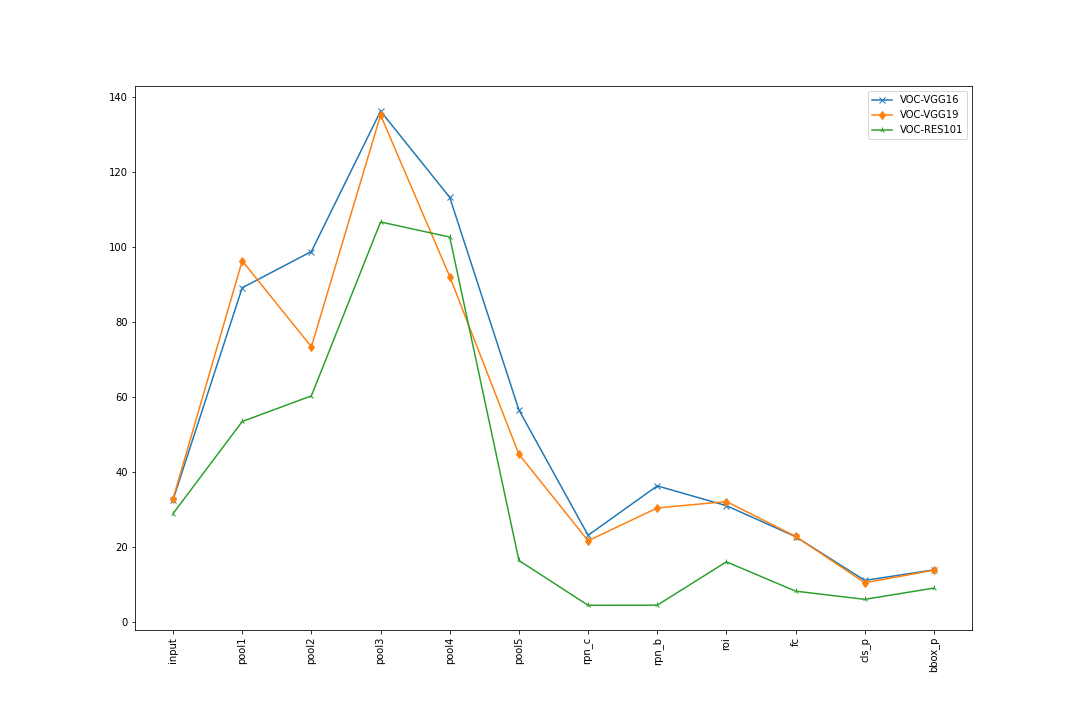 VOC-VGG16
VOC-VGG19
VOC-RES101
140
120
100
80
60
40
20
0
input
pool1
pool2
pool3
pool4
pool5
rpn_c
rpn_b
roi
fc
cls_p
bbox_p